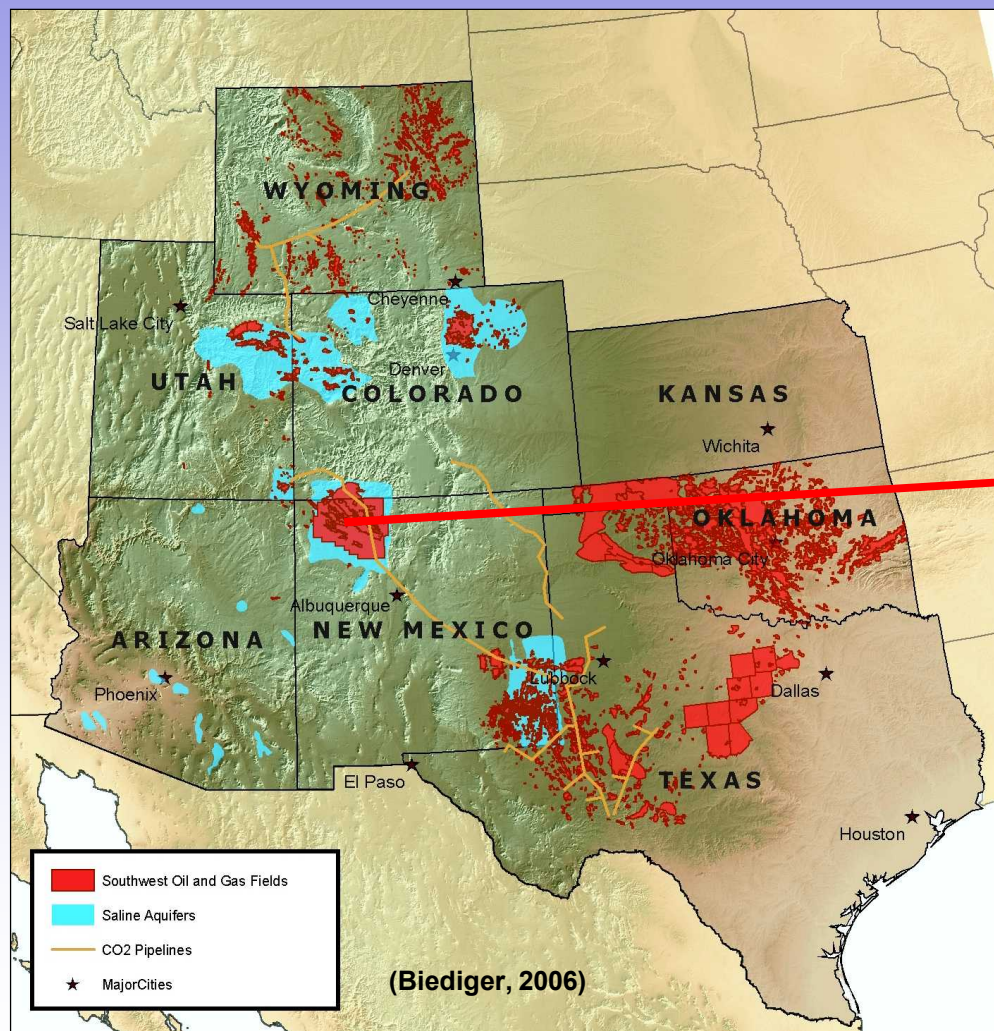 WYOMING
Cheyenne
Salt Lake City
Denver
UTAH
COLORADO
KANSAS
Wichita
OKLAHOMA
Oklahoma City
Albuquerque
ARIZONA
NEW MEXICO
Lubbock
Phoenix
Dallas
El Paso
TEXAS
Houston
Southwest Oil and Gas Fields
Saline Aquifers
CO2 Pipelines
MajorCities
(Biediger, 2006)